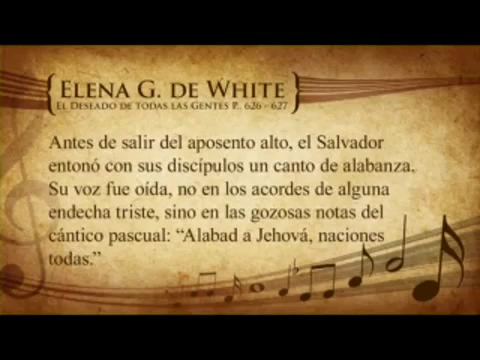 {ELENA G. DE WHITE}
EL DESEADO DE TODAS LAS GENTES P. 626 - 627
Antes de salir del aposento alto, el Salvador
entonó con sus discípulos un canto de alabanza.
Su voz fue oída, no en los acordes de alguna
endecha triste, sino en las gozosas notas del
cántico pascual: “Alabad a Jehová, naciones
todas.”